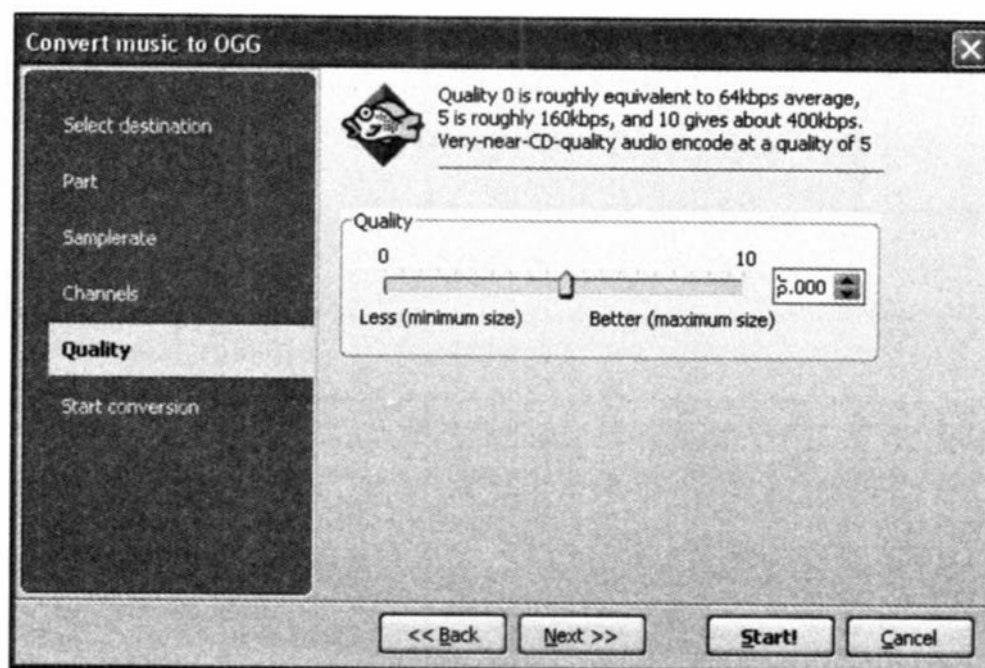 Convert music to OGG
Select destination
Part
Samplerate
Channels
Quality
Start conversion
Quality 0 is roughly equivalent to 64kbps average,
5 is roughly 160kbps, and 10 gives about 400kbps.
Very-near-CD-quality audio encode at a quality of 5
Quality
0 10
5.000
Less (minimum size) Better (maximum size)
<< Back Next >> Start! Cancel